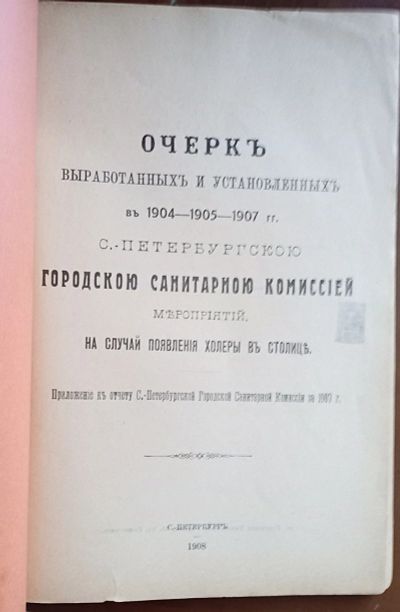 ОЧЕРКЪ
ВЫРАБОТАННЫХЪ И УСТАНОВЛЕННЫХЪ
въ 1904—1905—1907 гг.
С.-ПЕТЕРБУРГСКОЮ
ГОРОДСКОЮ САНИТАРНОЮ КОМИССІЕЙ
МѢРОПРІЯТІЙ,
НА СЛУЧАЙ ПОЯВЛЕНІЯ ХОЛЕРЫ ВЪ СТОЛИЦѢ.
Приложеніе къ отчету С.-Петербургской Городской Санитарной Комиссіи за 1907 г.
С.-ПЕТЕРБУРГЪ
1908